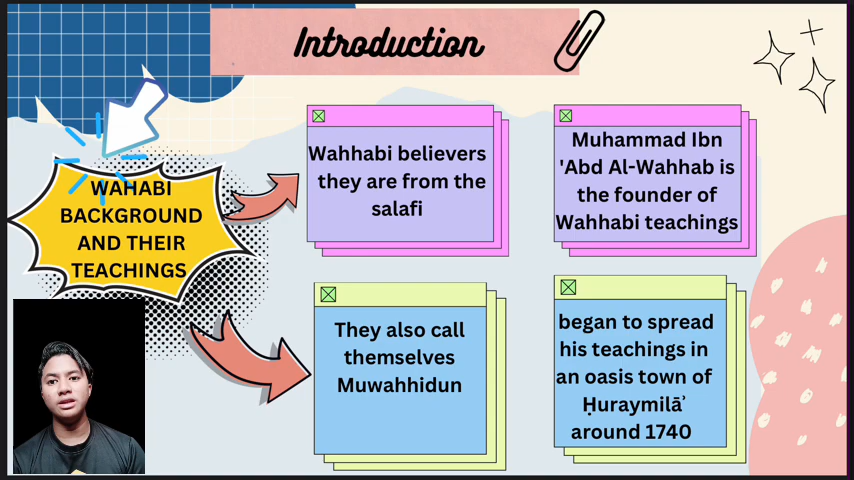 Introduction
WAHABI
BACKGROUND
AND THEIR
TEACHINGS
Wahhabi believers
they are from the
salafi
Muhammad Ibn
'Abd Al-Wahhab is
the founder of
Wahhabi teachings
They also call
themselves
Muwahhidun
began to spread
his teachings in
an oasis town of
Ḥuraymilāʾ
around 1740